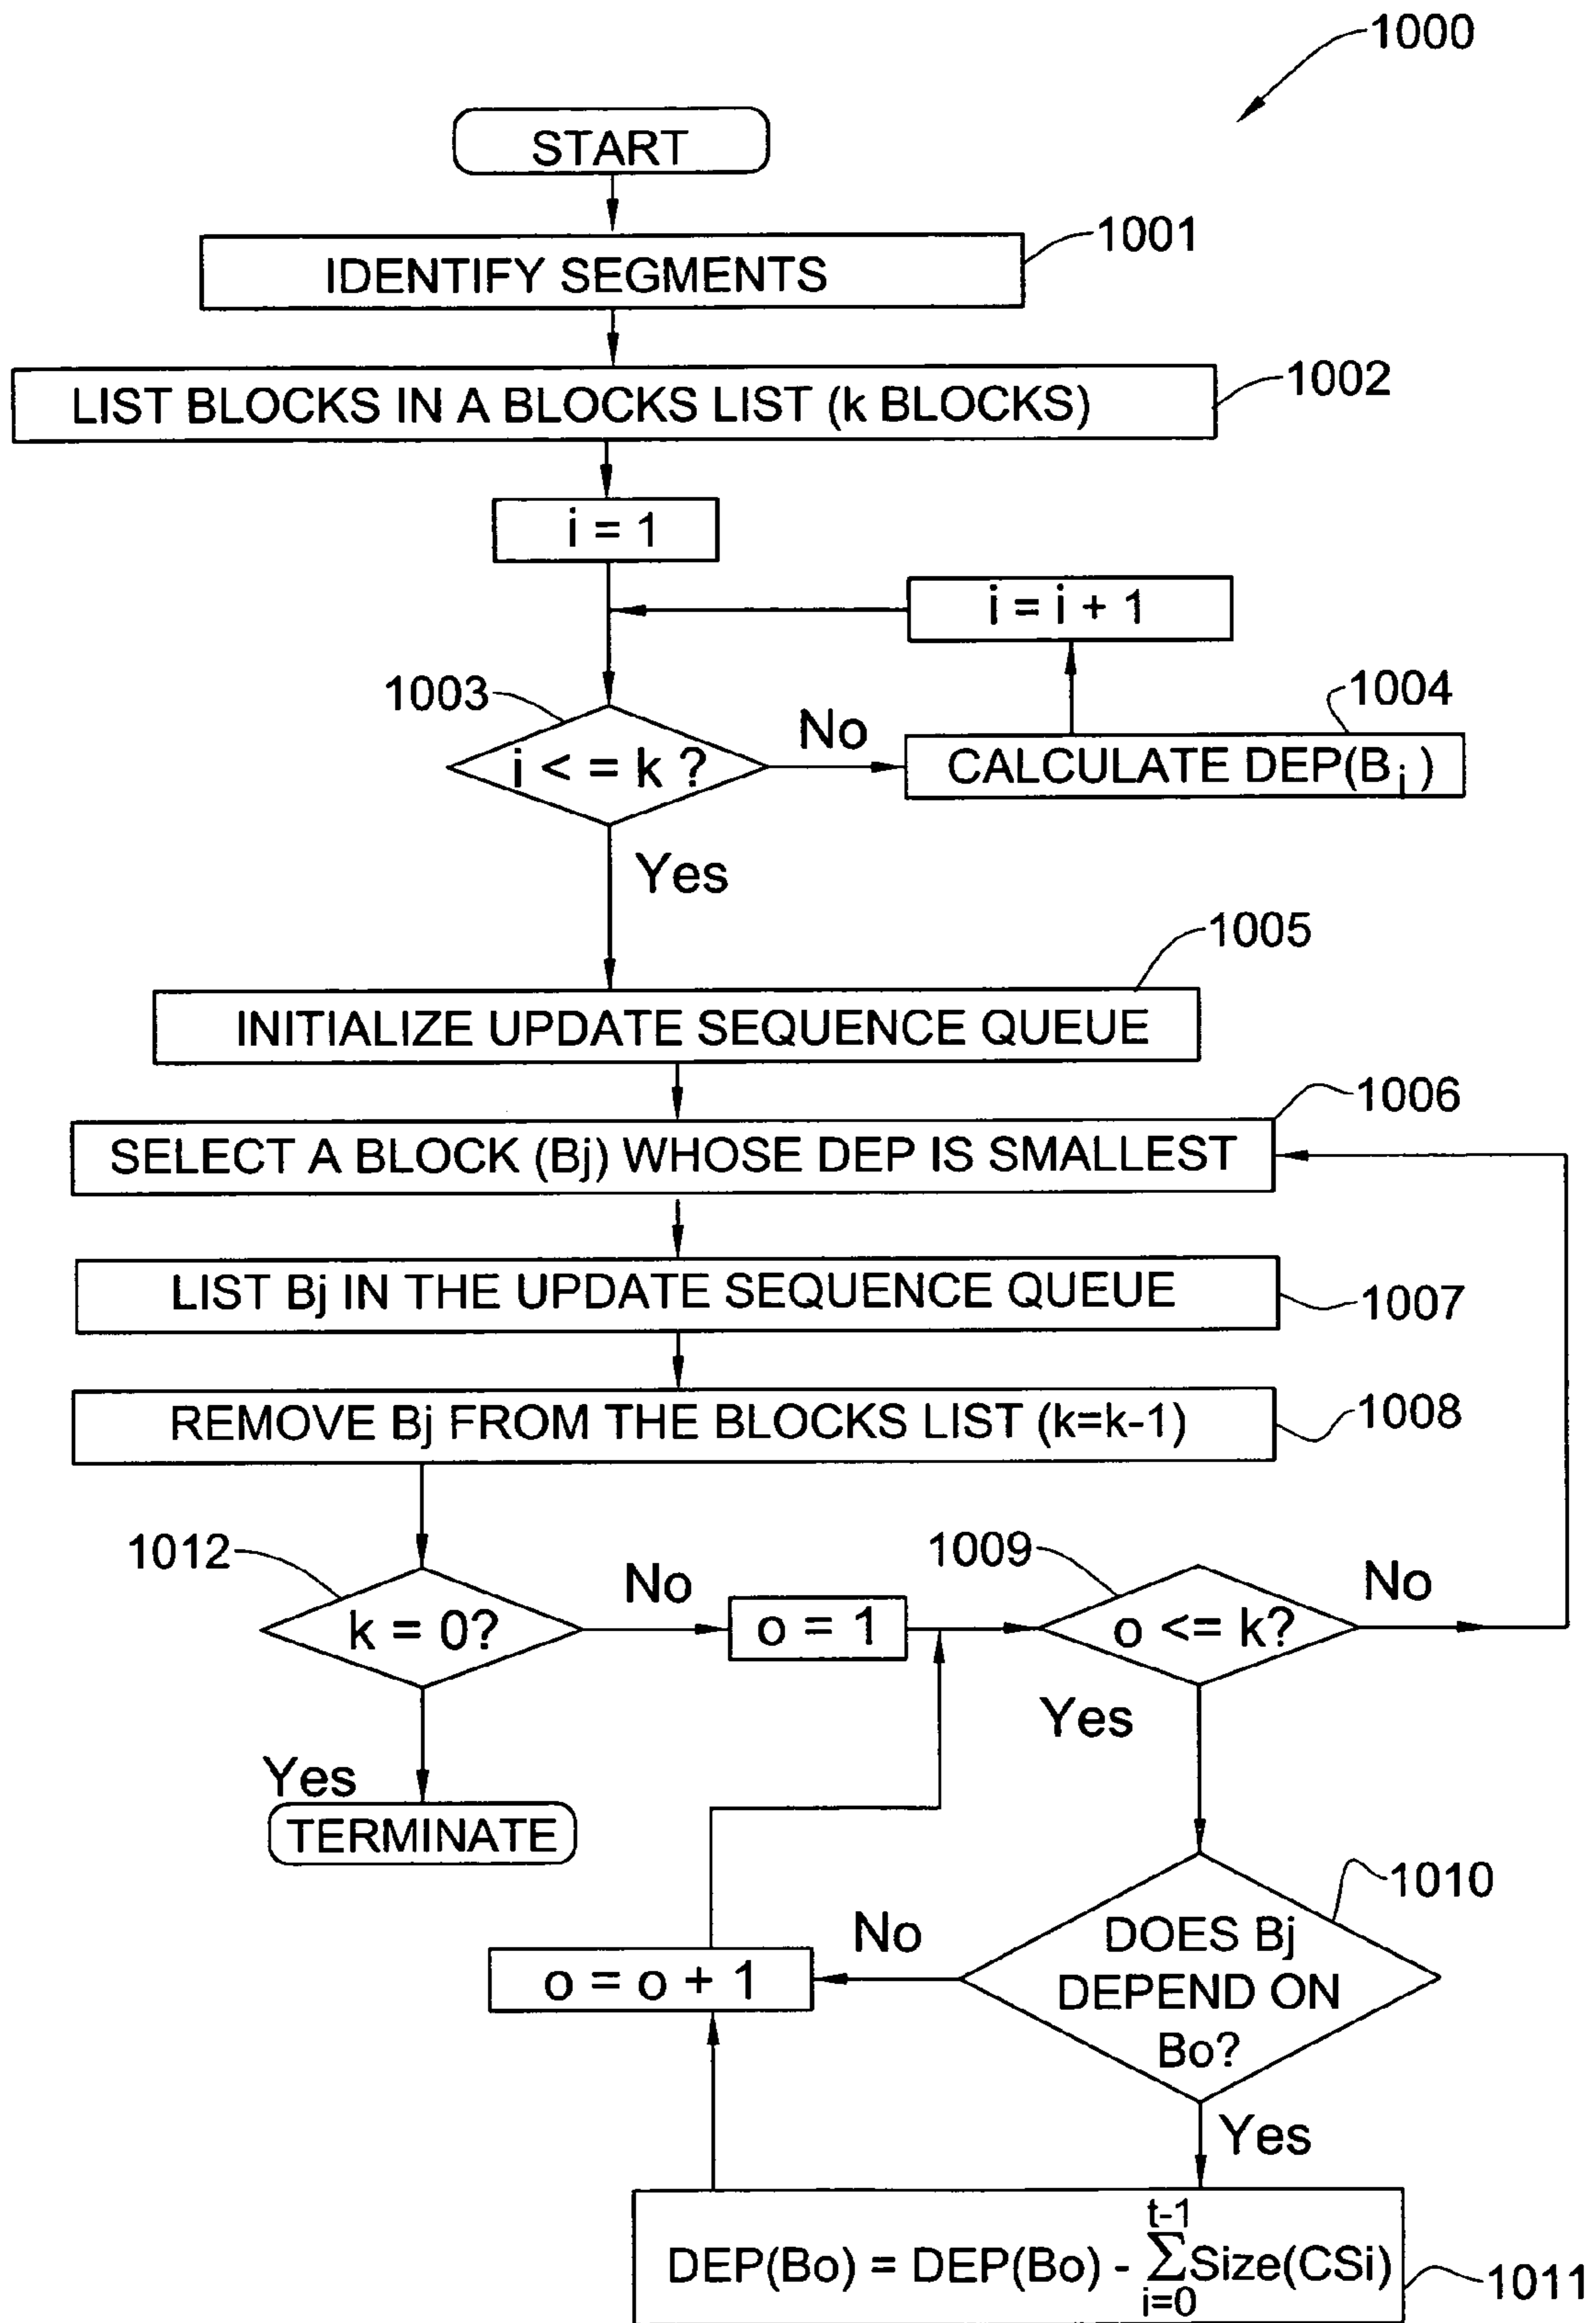 1000
START
1001
IDENTIFY SEGMENTS
1002
LIST BLOCKS IN A BLOCKS LIST (k BLOCKS)
i = 1
i = i + 1
1003
i < = k ?
No
1004
CALCULATE DEP(Bi )
Yes
1005
INITIALIZE UPDATE SEQUENCE QUEUE
1006
SELECT A BLOCK (Bj) WHOSE DEP IS SMALLEST
LIST Bj IN THE UPDATE SEQUENCE QUEUE
1007
REMOVE Bj FROM THE BLOCKS LIST (k=k-1)
1008
1012
k = 0?
No
o = 1
1009
o <= k?
No
Yes
Yes
TERMINATE
1010
DOES Bj
DEPEND ON
Bo?
No
o = o + 1
Yes
t-1
DEP(Bo) = DEP(Bo) - ΣSize(CSi)
i=0
1011